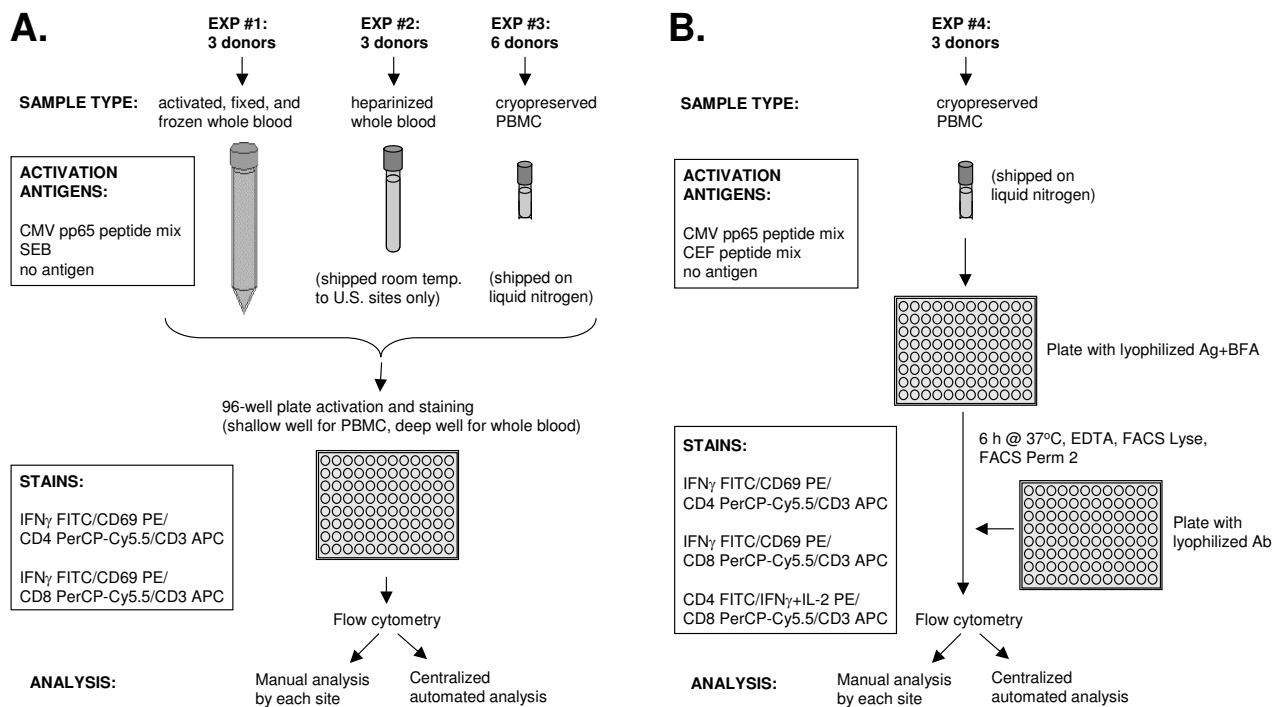 A.
EXP #1:
3 donors
EXP #2:
3 donors
EXP #3:
6 donors
SAMPLE TYPE:
activated, fixed, and
frozen whole blood
heparinized
whole blood
cryopreserved
PBMC
ACTIVATION
ANTIGENS:
CMV pp65 peptide mix
SEB
no antigen
(shipped room temp.
to U.S. sites only)
(shipped on
liquid nitrogen)
96-well plate activation and staining
(shallow well for PBMC, deep well for whole blood)
STAINS:
IFNγ FITC/CD69 PE/
CD4 PerCP-Cy5.5/CD3 APC
IFNγ FITC/CD69 PE/
CD8 PerCP-Cy5.5/CD3 APC
Flow cytometry
ANALYSIS:
Manual analysis
by each site
Centralized
automated analysis
B.
EXP #4:
3 donors
SAMPLE TYPE:
cryopreserved
PBMC
ACTIVATION
ANTIGENS:
CMV pp65 peptide mix
CEF peptide mix
no antigen
(shipped on
liquid nitrogen)
Plate with lyophilized Ag+BFA
6 h @ 37ºC, EDTA, FACS Lyse,
FACS Perm 2
STAINS:
IFNγ FITC/CD69 PE/
CD4 PerCP-Cy5.5/CD3 APC
IFNγ FITC/CD69 PE/
CD8 PerCP-Cy5.5/CD3 APC
CD4 FITC/IFNγ+IL-2 PE/
CD8 PerCP-Cy5.5/CD3 APC
Plate with
lyophilized Ab
Flow cytometry
ANALYSIS:
Manual analysis
by each site
Centralized
automated analysis